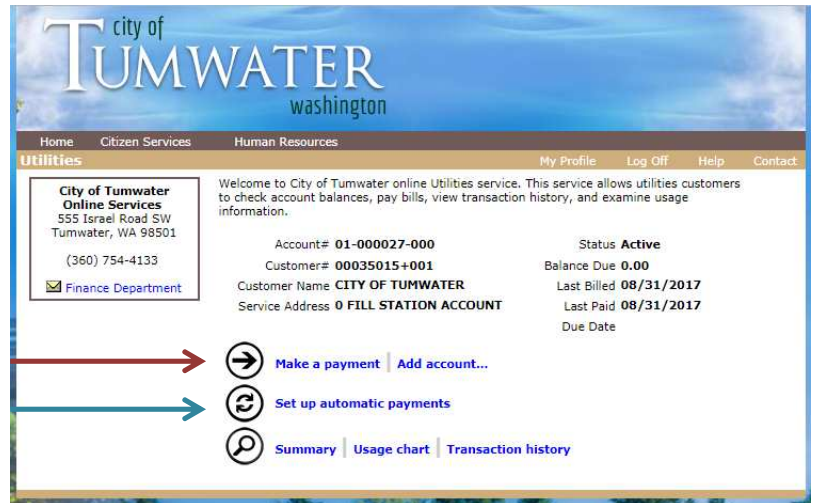 city of
TUMWATER
washington
Home Citizen Services Human Resources
Utilities My Profile Log Off Help Contact
City of Tumwater
Online Services
555 Israel Road SW
Tumwater, WA 98501
(360) 754-4133
Finance Department
Welcome to City of Tumwater online Utilities service. This service allows utilities customers
to check account balances, pay bills, view transaction history, and examine usage
information.
Account# 01-000027-000 Status Active
Customer# 00035015+001 Balance Due 0.00
Customer Name CITY OF TUMWATER Last Billed 08/31/2017
Service Address 0 FILL STATION ACCOUNT Last Paid 08/31/2017
Due Date
Make a payment Add account...
Set up automatic payments
Summary Usage chart Transaction history